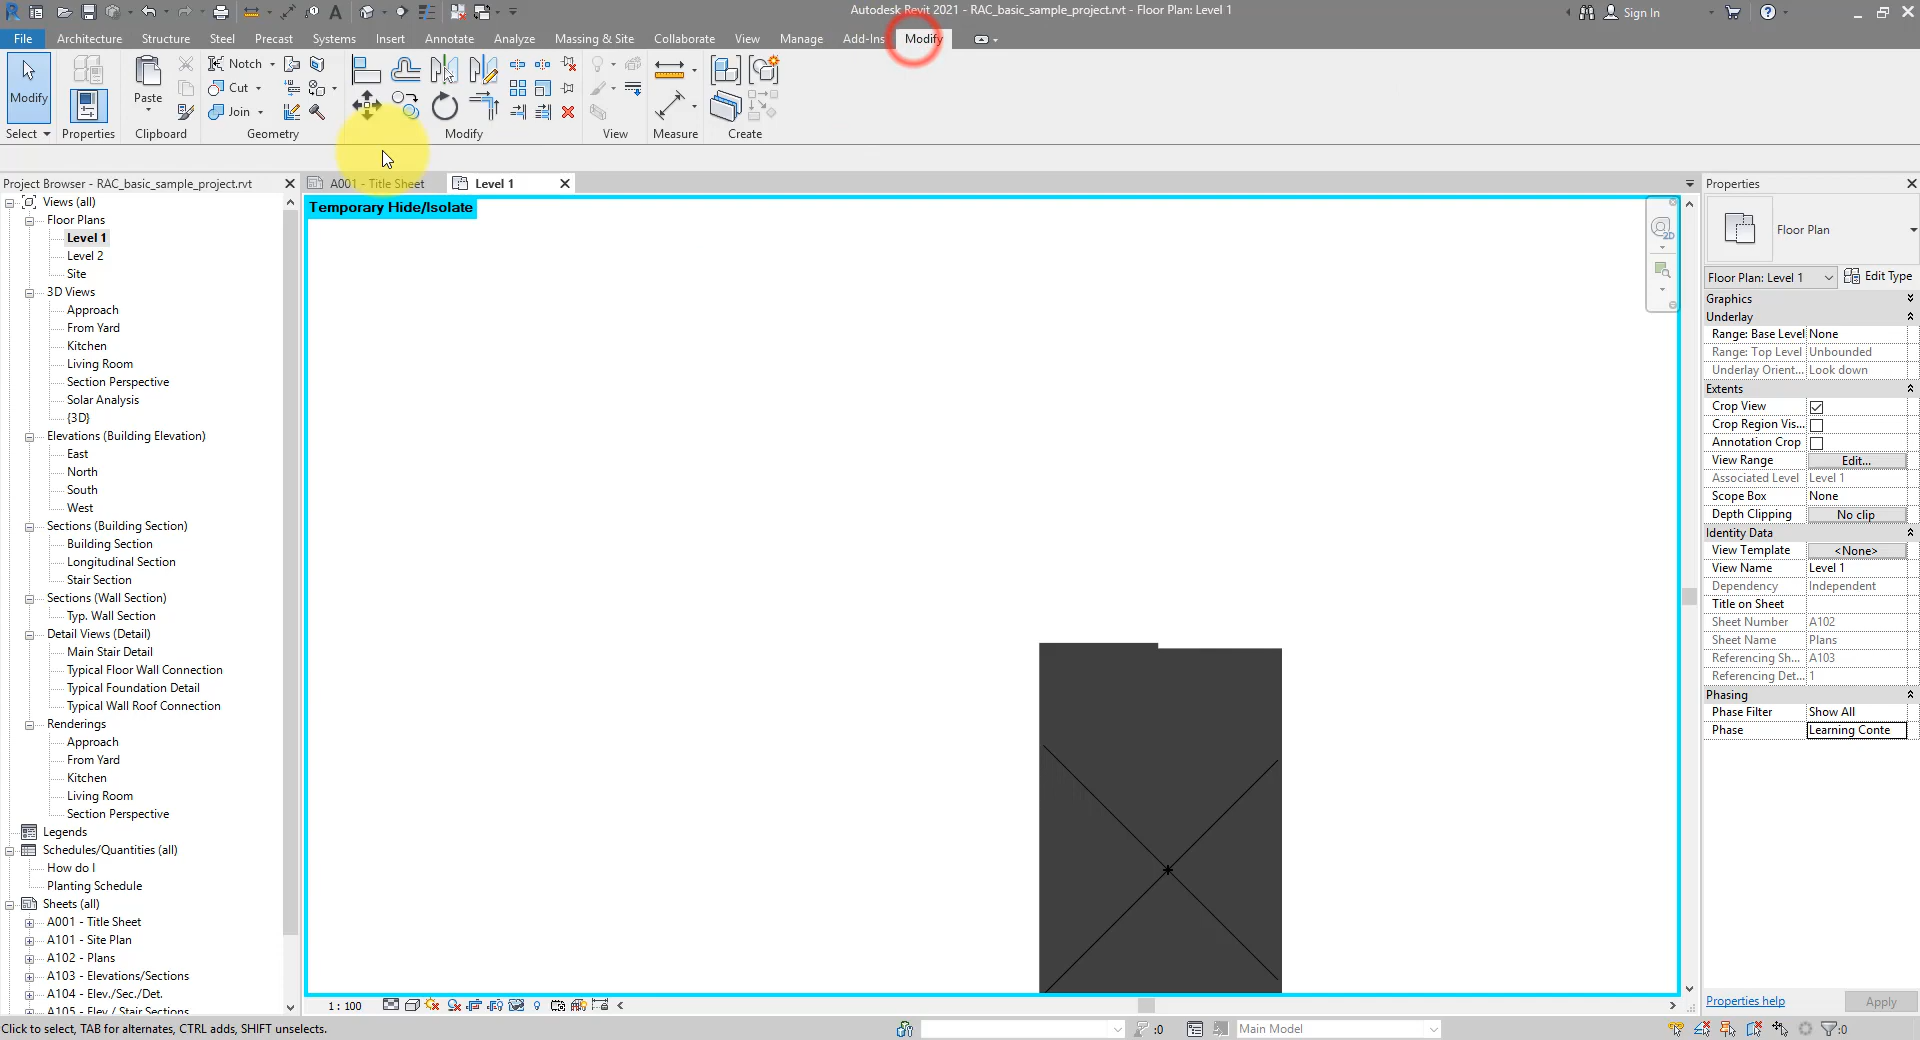 Autodesk Revit 2021 - RAC_basic_sample_project.rvt - Floor Plan: Level 1
Sign In
File Architecture Structure Steel Precast Systems Insert Annotate Analyze Massing & Site Collaborate View Manage Add-Ins Modify
Modify
Paste
Notch
Cut
Join
Select Properties Clipboard Geometry Modify View Measure Create
Project Browser - RAC_basic_sample_project.rvt
A001 - Title Sheet
Level 1
Properties
Temporary Hide/Isolate
2D
Views (all)
Floor Plans
Level 1
Level 2
Site
3D Views
Approach
From Yard
Kitchen
Living Room
Section Perspective
Solar Analysis
{3D}
Elevations (Building Elevation)
East
North
South
West
Sections (Building Section)
Building Section
Longitudinal Section
Stair Section
Sections (Wall Section)
Typ. Wall Section
Detail Views (Detail)
Main Stair Detail
Typical Floor Wall Connection
Typical Foundation Detail
Typical Wall Roof Connection
Renderings
Approach
From Yard
Kitchen
Living Room
Section Perspective
Legends
Schedules/Quantities (all)
How do I
Planting Schedule
Sheets (all)
A001 - Title Sheet
A101 - Site Plan
A102 - Plans
A103 - Elevations/Sections
A104 - Elev./Sec./Det.
A105 - Elev./ Stair Sections
Floor Plan
Floor Plan: Level 1
Edit Type
Graphics
Underlay
Range: Base Level None
Range: Top Level Unbounded
Underlay Orient... Look down
Extents
Crop View
Crop Region Vis...
Annotation Crop
View Range Edit...
Associated Level Level 1
Scope Box None
Depth Clipping No clip
Identity Data
View Template <None>
View Name Level 1
Dependency Independent
Title on Sheet
Sheet Number A102
Sheet Name Plans
Referencing Sh... A103
Referencing Det... 1
Phasing
Phase Filter Show All
Phase Learning Conte
Properties help
Apply
1 : 100
Click to select, TAB for alternates, CTRL adds, SHIFT unselects.
:0
Main Model
:0